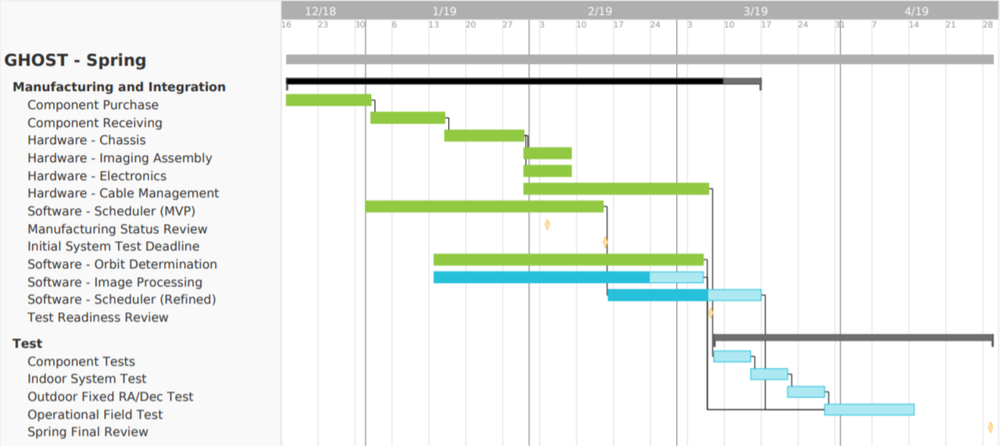 12/18 1/19 2/19 3/19 4/19
16 23 30 6 13 20 27 3 10 17 24 3 10 17 24 31 7 14 21 28
GHOST - Spring
Manufacturing and Integration
Component Purchase
Component Receiving
Hardware - Chassis
Hardware - Imaging Assembly
Hardware - Electronics
Hardware - Cable Management
Software - Scheduler (MVP)
Manufacturing Status Review
Initial System Test Deadline
Software - Orbit Determination
Software - Image Processing
Software - Scheduler (Refined)
Test Readiness Review
Test
Component Tests
Indoor System Test
Outdoor Fixed RA/Dec Test
Operational Field Test
Spring Final Review